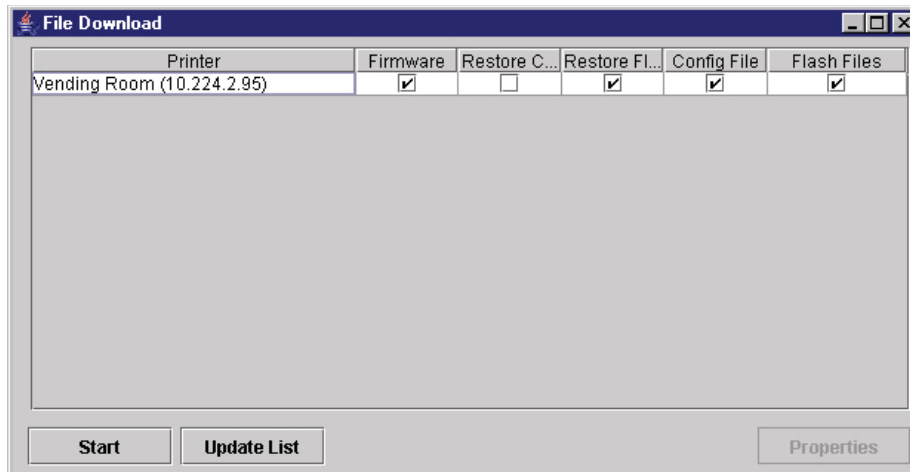 File Download
Printer Firmware Restore C... Restore Fl... Config File Flash Files
Vending Room (10.224.2.95)
Start Update List Properties